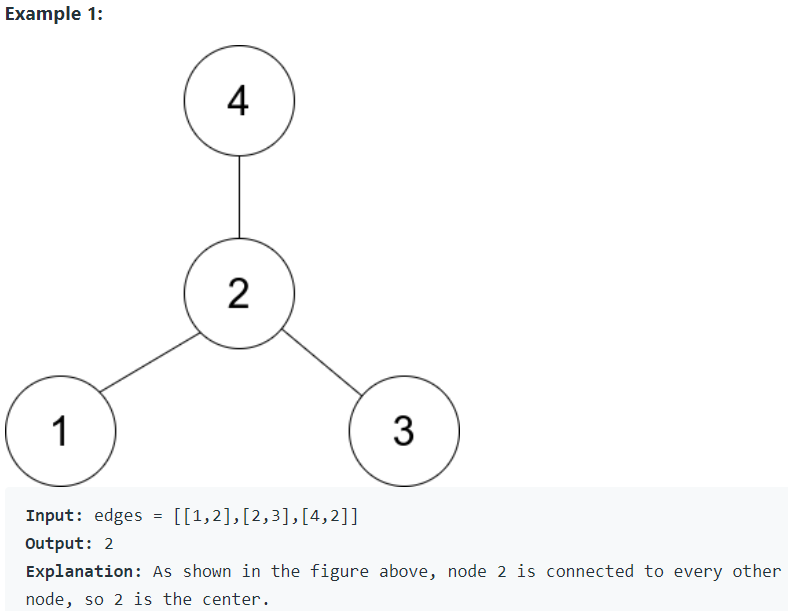 Example 1:
4
2
1
3
Input: edges = [[1,2],[2,3],[4,2]]
Output: 2
Explanation: As shown in the figure above, node 2 is connected to every other
node, so 2 is the center.